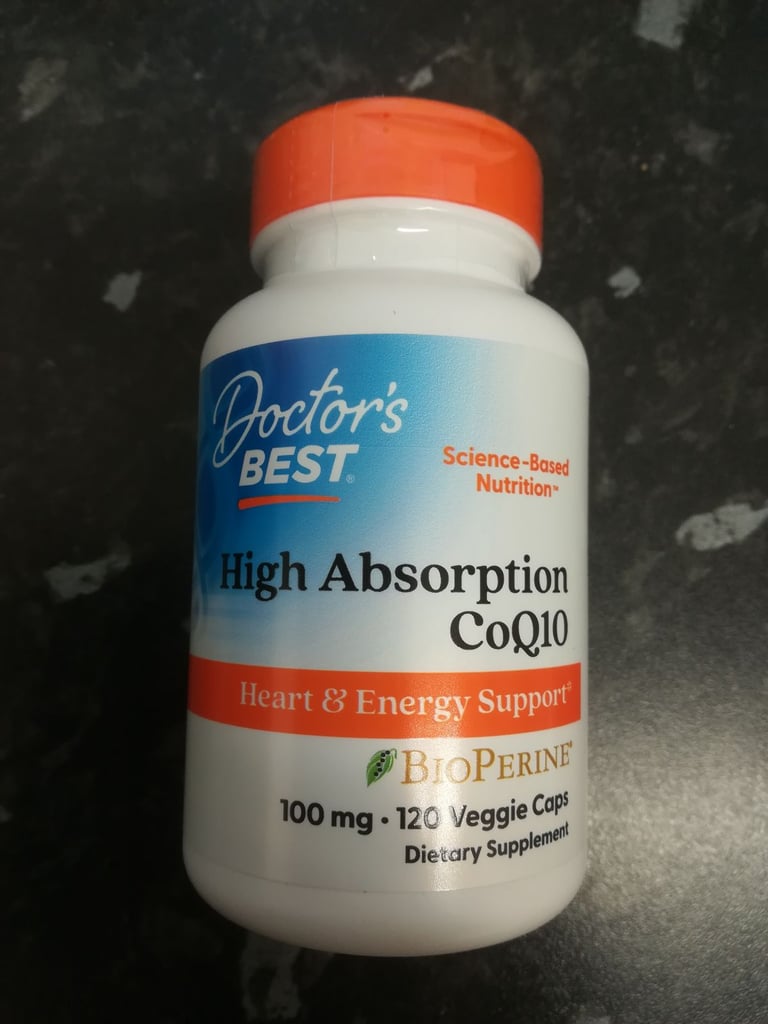 Doctor's
BEST®
Science-Based
Nutrition™
High Absorption
CoQ10
Heart & Energy Support‡
BioPerine®
100 mg • 120 Veggie Caps
Dietary Supplement